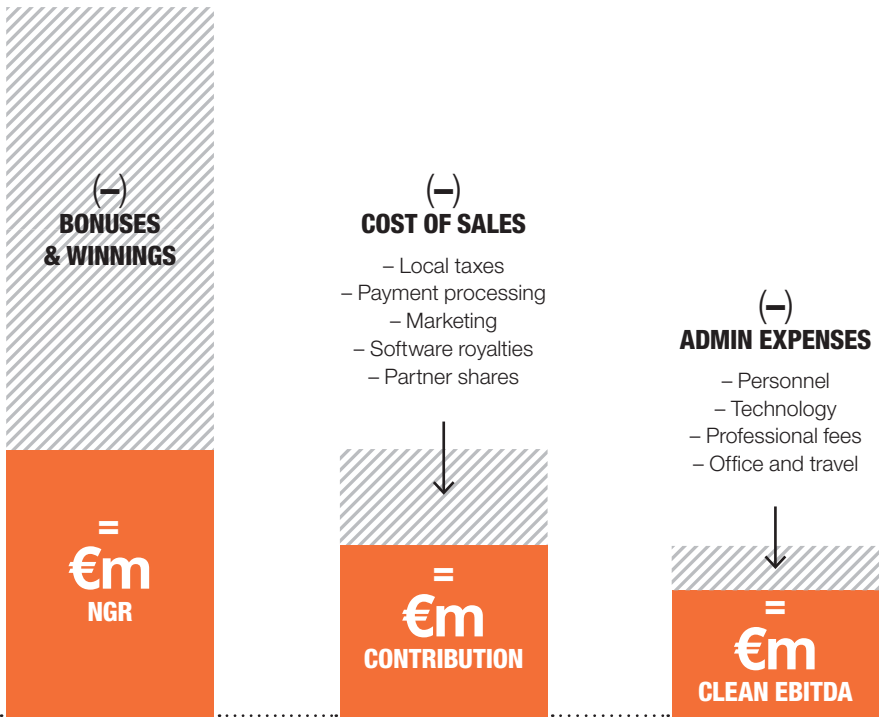 (–)
BONUSES
& WINNINGS
=
€m
NGR
(–)
COST OF SALES
– Local taxes
– Payment processing
– Marketing
– Software royalties
– Partner shares
=
€m
CONTRIBUTION
(–)
ADMIN EXPENSES
– Personnel
– Technology
– Professional fees
– Office and travel
=
€m
CLEAN EBITDA